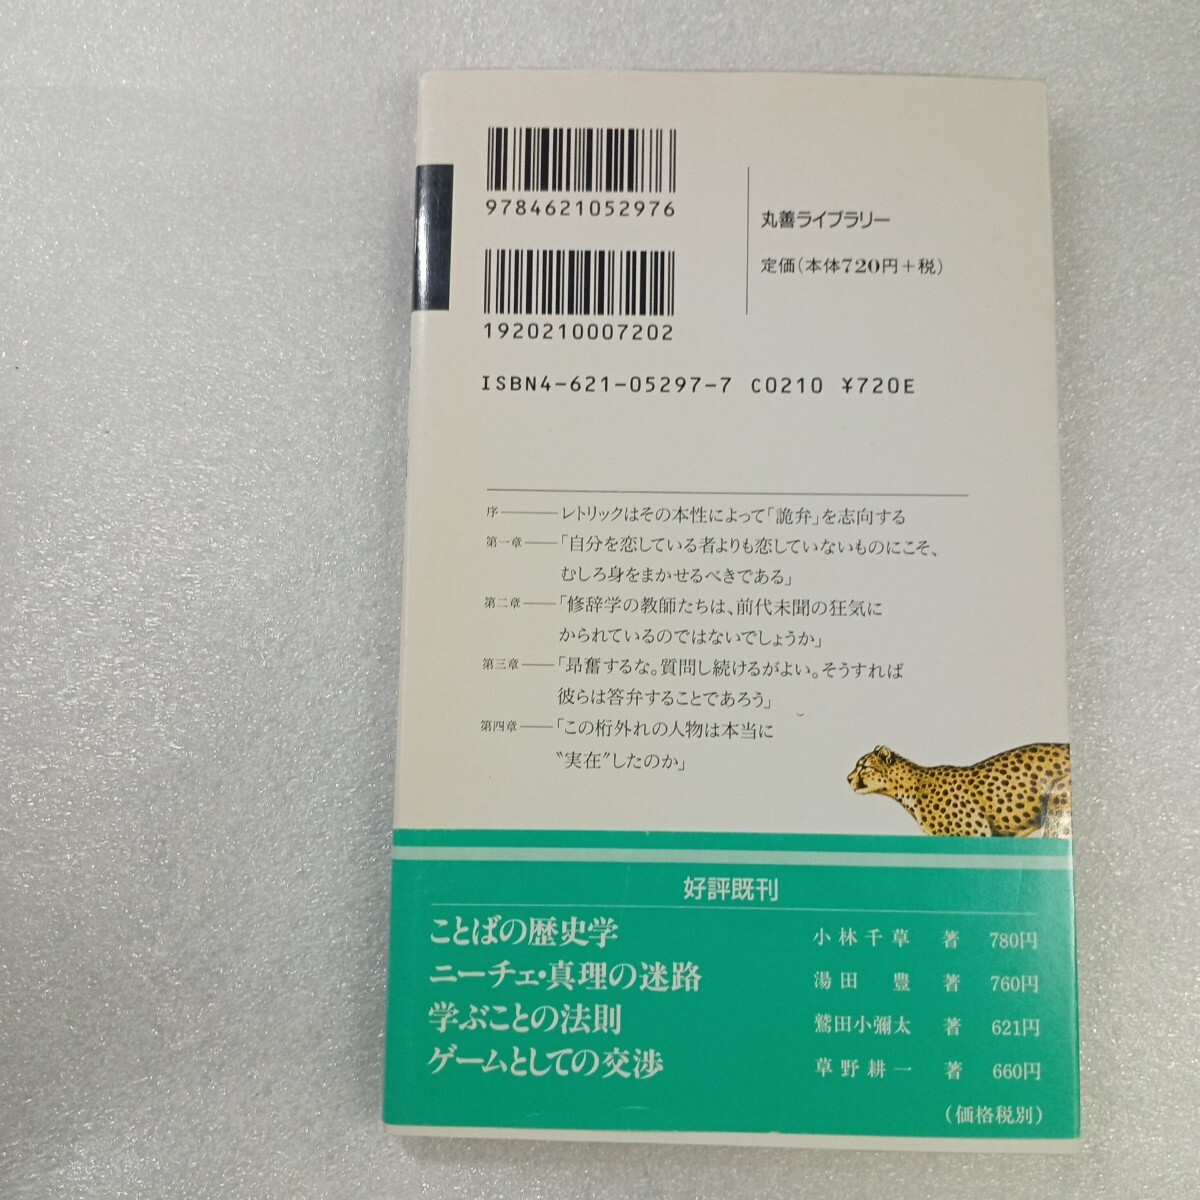 9784621052976
1920210007202
丸善ライブラリー
定価(本体720円+税)
ISBN4-621-05297-7 C0210 ¥720E
序――レトリックはその本性によって「詭弁」を志向する
第一章――「自分を恋している者よりも恋していないものにこそ、
むしろ身をまかせるべきである」
第二章――「修辞学の教師たちは、前代未聞の狂気に
かられているのではないでしょうか」
第三章――「昂奮するな。質問し続けるがよい。そうすれば
彼らは答弁することであろう」
第四章――「この桁外れの人物は本当に
〝実在〟したのか」
好評既刊
ことばの歴史学 小林千草 著 780円
ニーチェ・真理の迷路 湯田 豊 著 760円
学ぶことの法則 鷲田小彌太 著 621円
ゲームとしての交渉 草野耕一 著 660円
(価格税別)